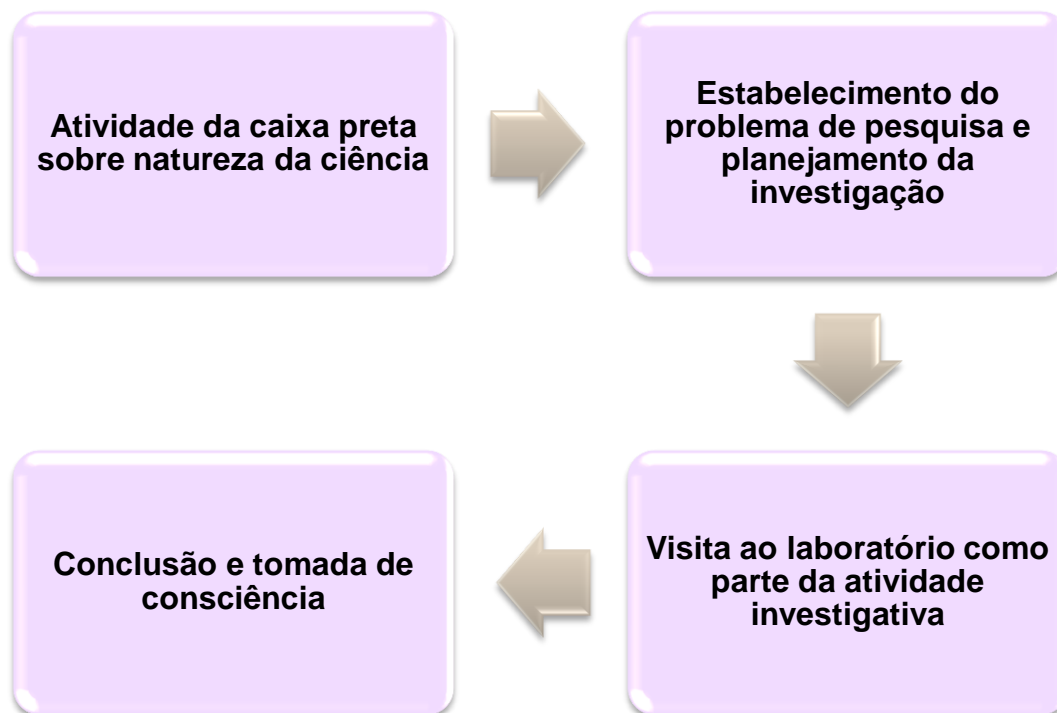 Atividade da caixa preta
sobre natureza da ciência
Estabelecimento do
problema de pesquisa e
planejamento da
investigação
Visita ao laboratório como
parte da atividade
investigativa
Conclusão e tomada de
consciência